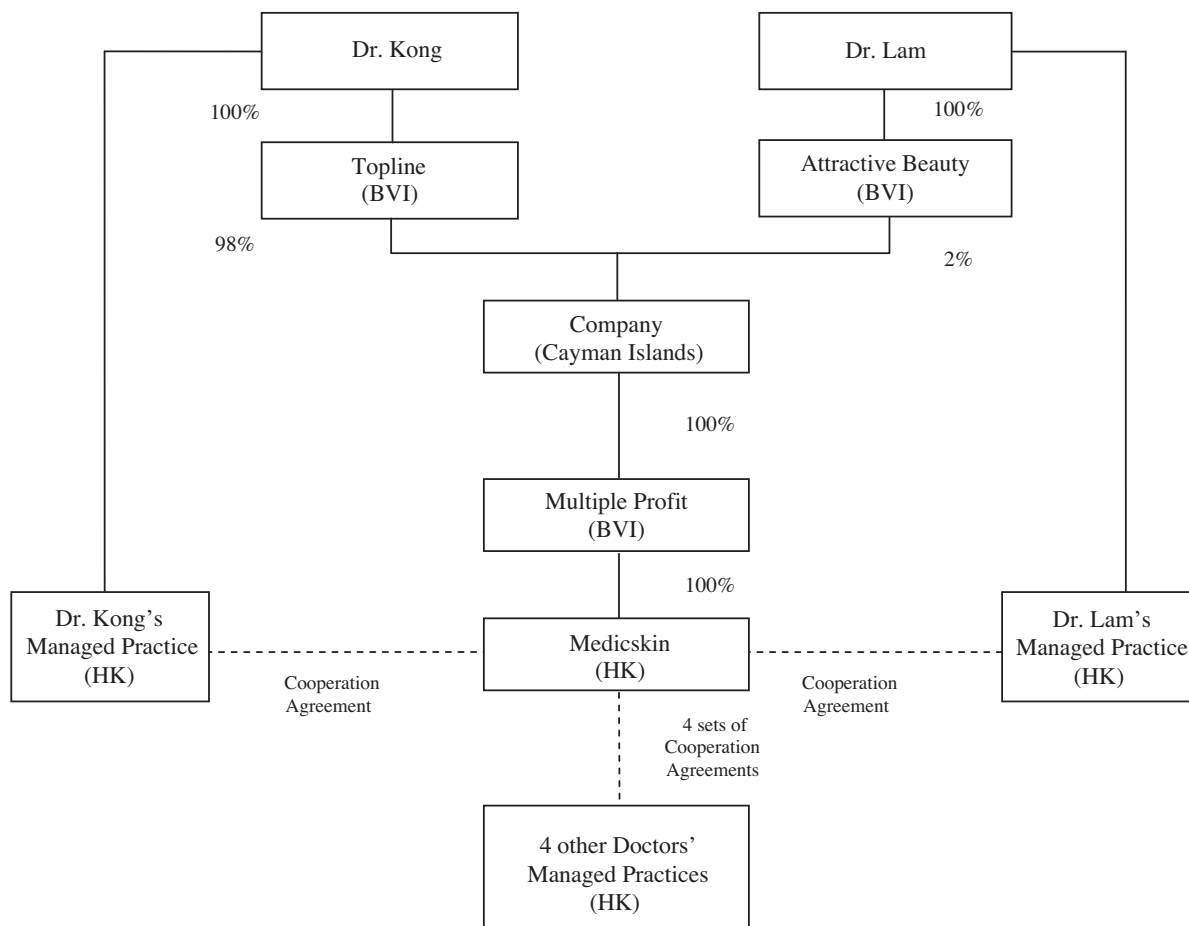 Dr. Kong
Dr. Lam
100%
100%
Topline
(BVI)
Attractive Beauty
(BVI)
98%
2%
Company
(Cayman Islands)
100%
Multiple Profit
(BVI)
100%
Dr. Kong’s
Managed Practice
(HK)
Medicskin
(HK)
Dr. Lam’s
Managed Practice
(HK)
Cooperation
Agreement
Cooperation
Agreement
4 sets of
Cooperation
Agreements
4 other Doctors’
Managed Practices
(HK)